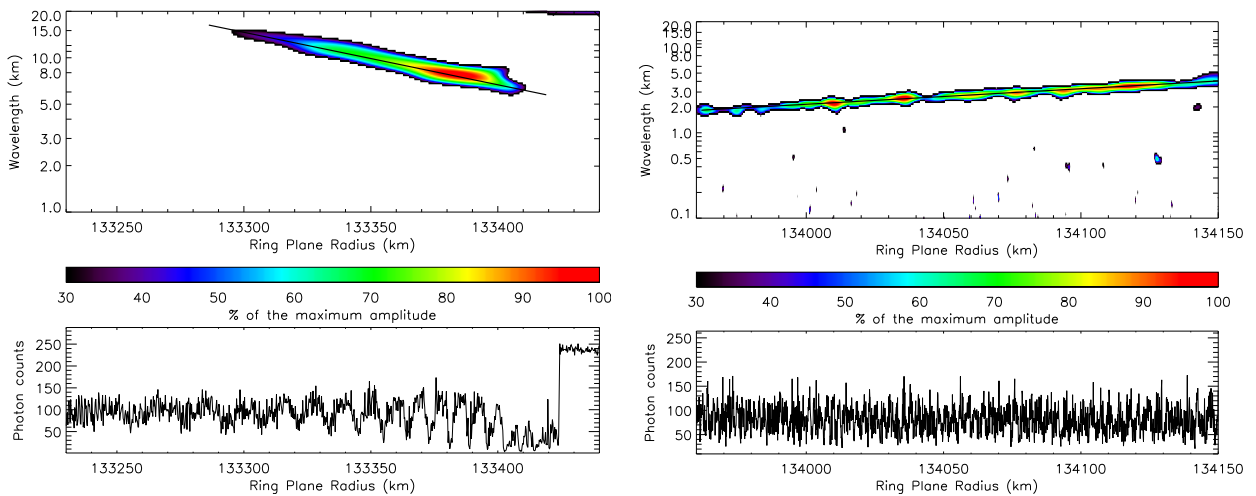 20.0
15.0
10.0
8.0
5.0
3.0
2.0
1.0
Wavelength (km)
133250 133300 133350 133400
Ring Plane Radius (km)
30 40 50 60 70 80 90 100
% of the maximum amplitude
250
200
150
100
50
Photon counts
133250 133300 133350 133400
Ring Plane Radius (km)
20.0
15.0
10.0
8.0
5.0
3.0
2.0
1.0
0.5
0.1
Wavelength (km)
134000 134050 134100 134150
Ring Plane Radius (km)
30 40 50 60 70 80 90 100
% of the maximum amplitude
250
200
150
100
50
Photon counts
134000 134050 134100 134150
Ring Plane Radius (km)